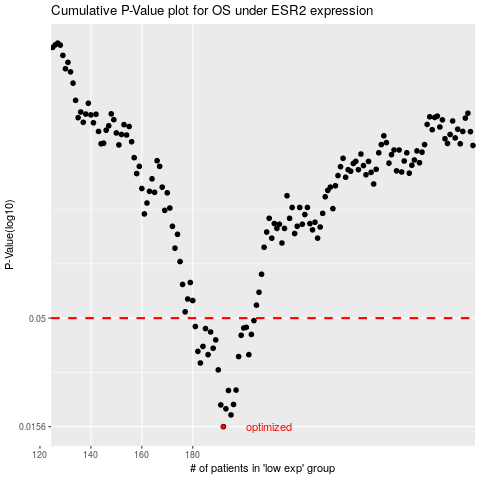 Cumulative P-Value plot for OS under ESR2 expression
P-Value(log10)
0.05
0.0156
optimized
120 140 160 180
# of patients in 'low exp' group